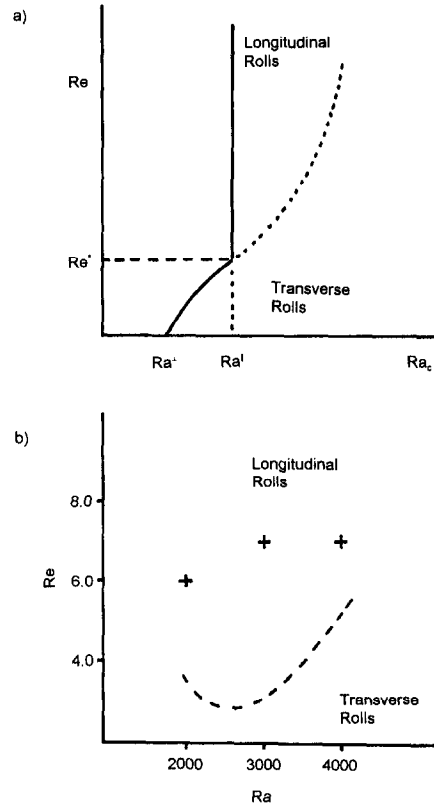 a)
Longitudinal
Rolls
Re
Re*
Transverse
Rolls
Ra⊥
Ra∥
Rac
b)
Longitudinal
Rolls
8.0
Re
6.0
4.0
Transverse
Rolls
2000
3000
4000
Ra